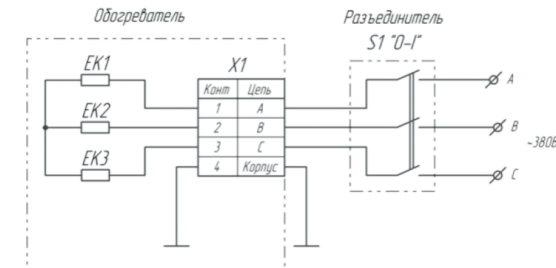 Обогреватель
Разъединитель
S1 "0-I"
EK1
EK2
EK3
X1
Конт Цепь
1 A
2 B
3 C
4 Корпус
A
B
C
~380В